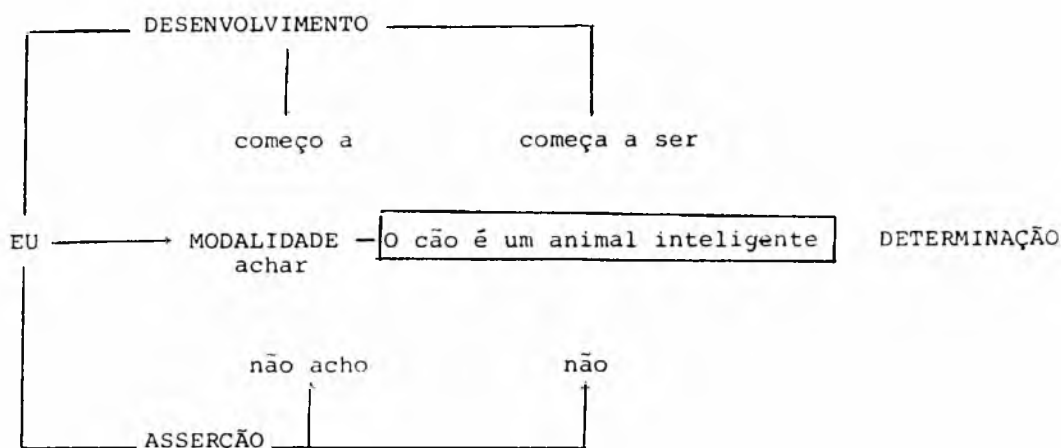 DESENVOLVIMENTO
começo a começa a ser
EU MODALIDADE O cão é um animal inteligente DETERMINAÇÃO
achar
não acho não
ASSERÇÃO